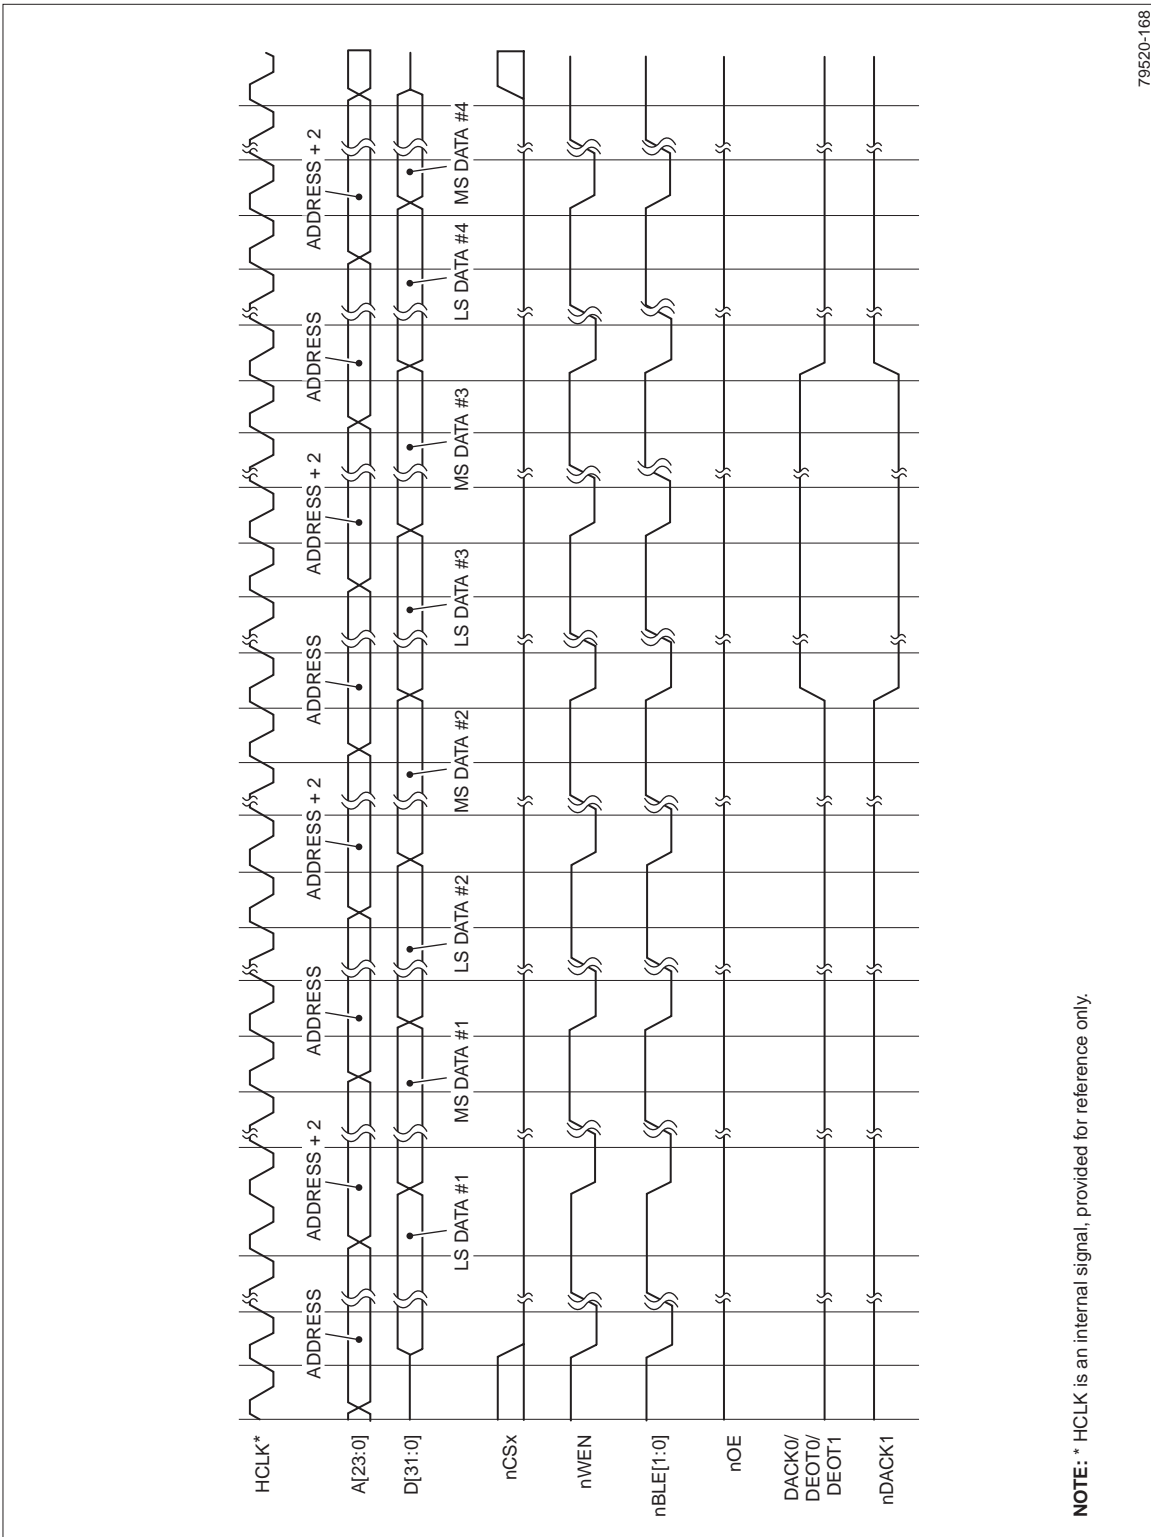 HCLK*
A[23:0]
ADDRESS
ADDRESS + 2
ADDRESS
ADDRESS + 2
ADDRESS
ADDRESS + 2
ADDRESS
ADDRESS + 2
D[31:0]
LS DATA #1
MS DATA #1
LS DATA #2
MS DATA #2
LS DATA #3
MS DATA #3
LS DATA #4
MS DATA #4
nCSx
nWEN
nBLE[1:0]
nOE
DACK0/
DEOT0/
DEOT1
nDACK1
NOTE: * HCLK is an internal signal, provided for reference only.
79520-168